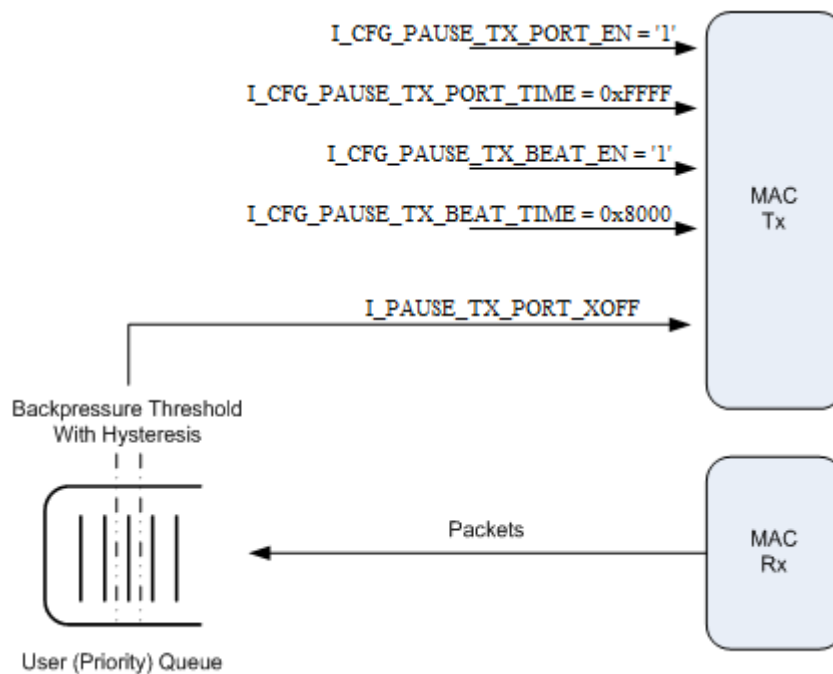 I_CFG_PAUSE_TX_PORT_EN = '1'
I_CFG_PAUSE_TX_PORT_TIME = 0xFFFF
I_CFG_PAUSE_TX_BEAT_EN = '1'
I_CFG_PAUSE_TX_BEAT_TIME = 0x8000
MAC
Tx
I_PAUSE_TX_PORT_XOFF
Backpressure Threshold
With Hysteresis
Packets
MAC
Rx
User (Priority) Queue